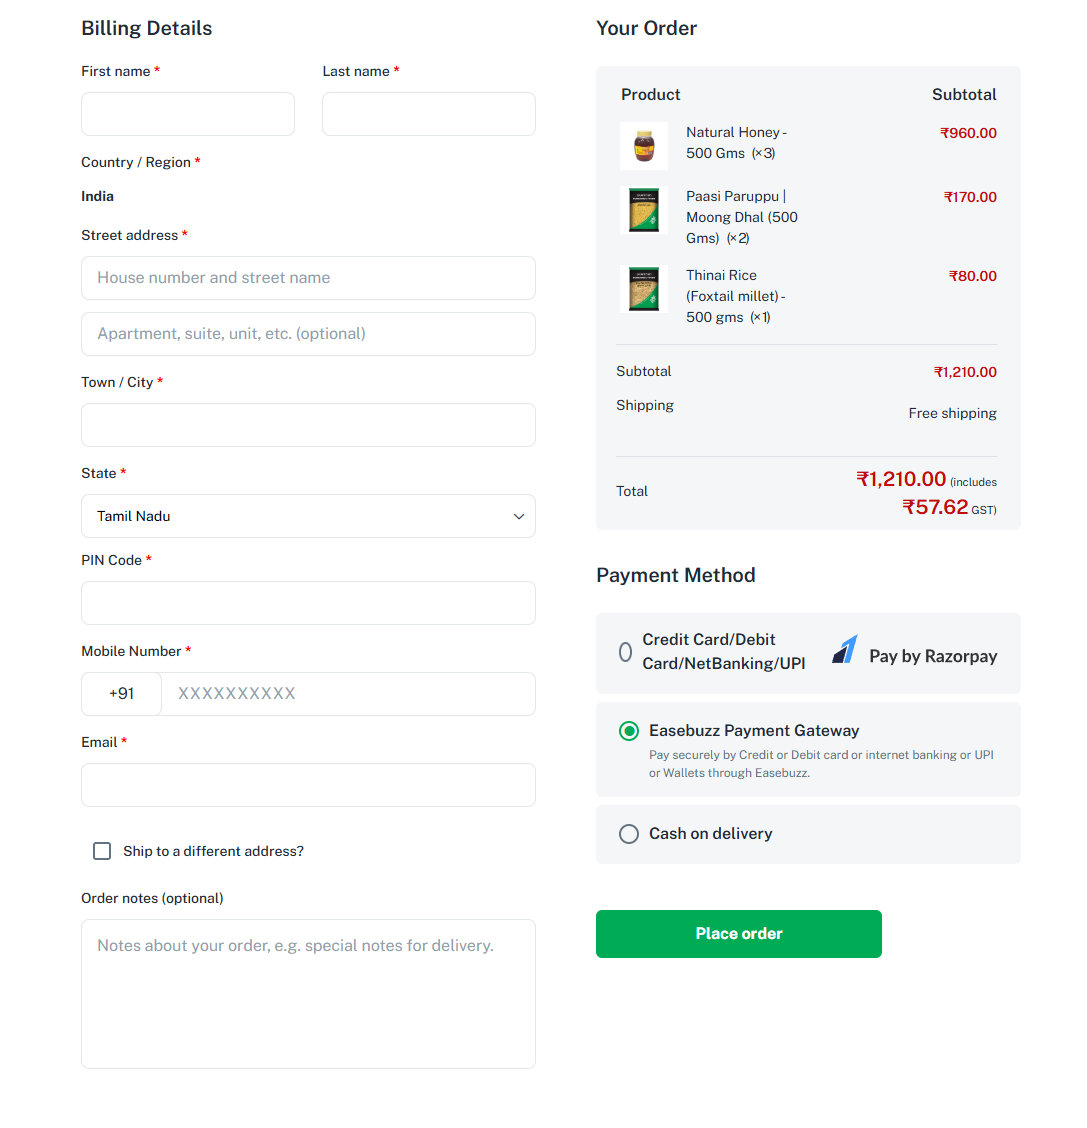 Billing Details
First name *
Last name *
Country / Region *
India
Street address *
House number and street name
Apartment, suite, unit, etc. (optional)
Town / City *
State *
Tamil Nadu
PIN Code *
Mobile Number *
+91 XXXXXXXXXX
Email *
Ship to a different address?
Order notes (optional)
Notes about your order, e.g. special notes for delivery.
Your Order
Product Subtotal
Natural Honey - ₹960.00
500 Gms (×3)
Paasi Paruppu | ₹170.00
Moong Dhal (500
Gms) (×2)
Thinai Rice ₹80.00
(Foxtail millet) -
500 gms (×1)
Subtotal ₹1,210.00
Shipping Free shipping
Total ₹1,210.00 (includes
₹57.62 GST)
Payment Method
Credit Card/Debit
Card/NetBanking/UPI
Pay by Razorpay
Easebuzz Payment Gateway
Pay securely by Credit or Debit card or internet banking or UPI
or Wallets through Easebuzz.
Cash on delivery
Place order